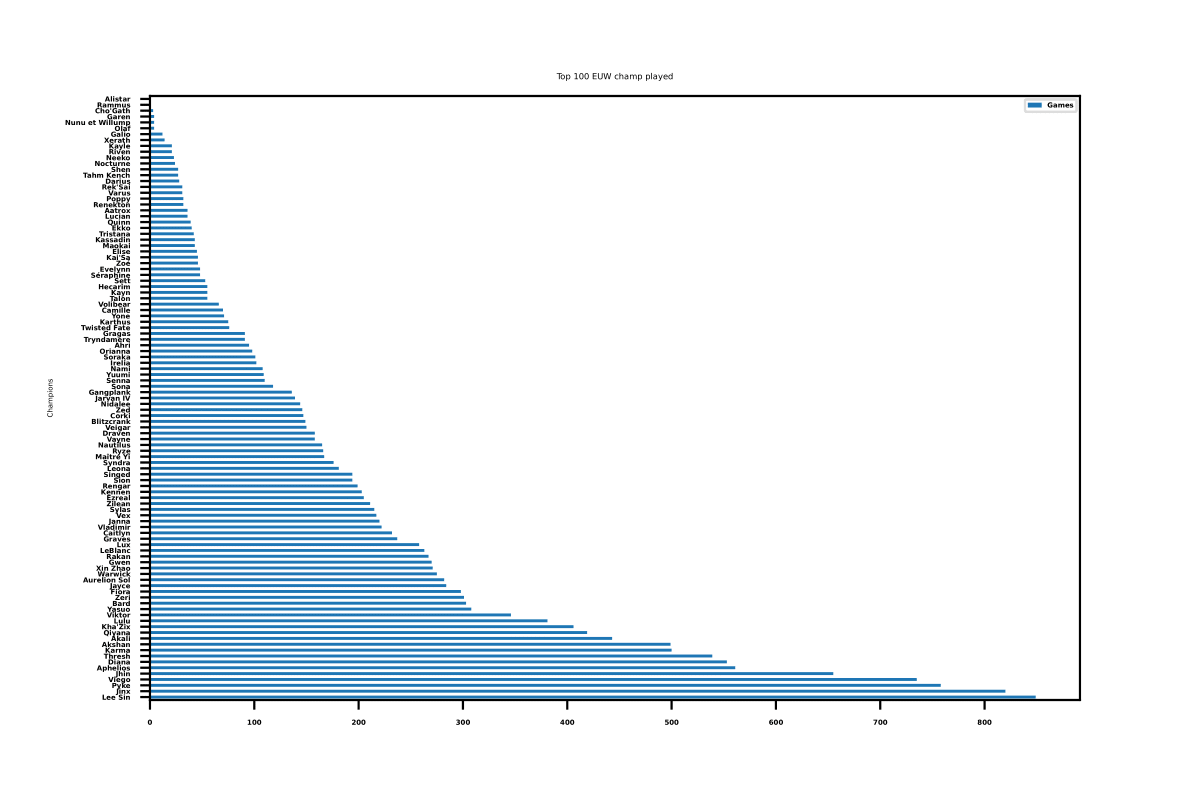 Top 100 EUW champ played
Games
Champions
Alistar
Rammus
Cho'Gath
Garen
Nunu et Willump
Olaf
Galio
Xerath
Kayle
Riven
Neeko
Nocturne
Shen
Tahm Kench
Darius
Rek'Sai
Varus
Poppy
Renekton
Aatrox
Lucian
Quinn
Ekko
Tristana
Kassadin
Maokai
Elise
Kai'Sa
Zoé
Evelynn
Séraphine
Sett
Hecarim
Kayn
Talon
Volibear
Camille
Yone
Karthus
Twisted Fate
Gragas
Tryndamere
Ahri
Orianna
Soraka
Irelia
Nami
Yuumi
Senna
Sona
Gangplank
Jarvan IV
Nidalee
Zed
Corki
Blitzcrank
Veigar
Draven
Vayne
Nautilus
Ryze
Maître Yi
Syndra
Leona
Singed
Sion
Rengar
Kennen
Ezreal
Zilean
Sylas
Vex
Janna
Vladimir
Caitlyn
Graves
Lux
LeBlanc
Rakan
Gwen
Xin Zhao
Warwick
Aurelion Sol
Jayce
Fiora
Zeri
Bard
Yasuo
Viktor
Lulu
Kha'Zix
Qiyana
Akali
Akshan
Karma
Thresh
Diana
Aphelios
Jhin
Viego
Pyke
Jinx
Lee Sin
0 100 200 300 400 500 600 700 800